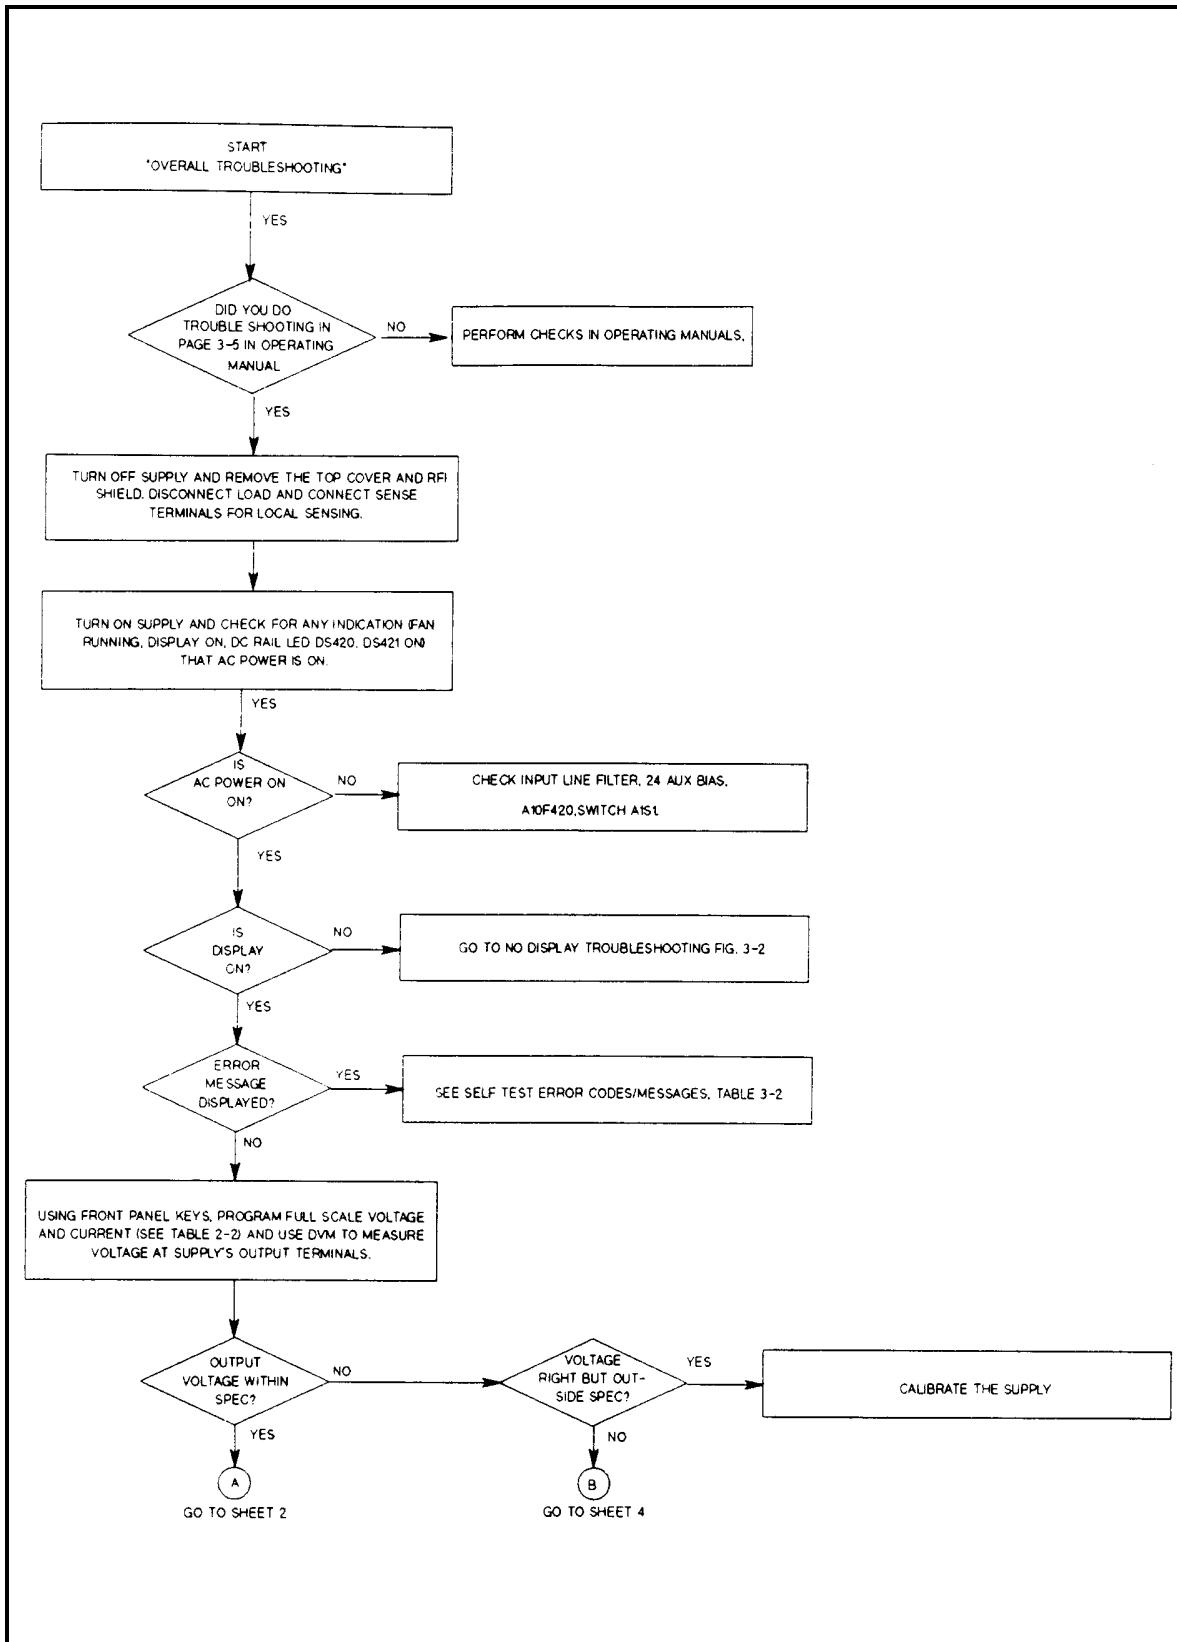 START
"OVERALL TROUBLESHOOTING"
YES
DID YOU DO
TROUBLE SHOOTING IN
PAGE 3-5 IN OPERATING
MANUAL
NO
PERFORM CHECKS IN OPERATING MANUALS.
YES
TURN OFF SUPPLY AND REMOVE THE TOP COVER AND RFI
SHIELD. DISCONNECT LOAD AND CONNECT SENSE
TERMINALS FOR LOCAL SENSING.
TURN ON SUPPLY AND CHECK FOR ANY INDICATION (FAN
RUNNING, DISPLAY ON, DC RAIL LED DS420, DS421 ON)
THAT AC POWER IS ON.
YES
IS
AC POWER ON
ON?
NO
CHECK INPUT LINE FILTER, 24 AUX BIAS,
A10F420,SWITCH A1S1.
YES
IS
DISPLAY
ON?
NO
GO TO NO DISPLAY TROUBLESHOOTING FIG. 3-2
YES
ERROR
MESSAGE
DISPLAYED?
YES
SEE SELF TEST ERROR CODES/MESSAGES, TABLE 3-2
NO
USING FRONT PANEL KEYS, PROGRAM FULL SCALE VOLTAGE
AND CURRENT (SEE TABLE 2-2) AND USE DVM TO MEASURE
VOLTAGE AT SUPPLY'S OUTPUT TERMINALS.
OUTPUT
VOLTAGE WITHIN
SPEC?
NO
VOLTAGE
RIGHT BUT OUT-
SIDE SPEC?
YES
CALIBRATE THE SUPPLY
YES
NO
A
B
GO TO SHEET 2
GO TO SHEET 4